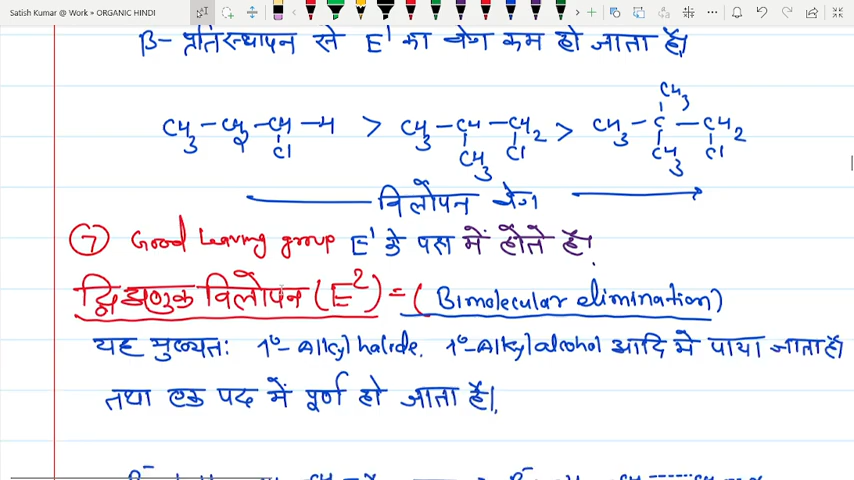 Satish Kumar @ Work » ORGANIC HINDI
β- प्रतिस्थापन से E¹ का वेग कम हो जाता है।
CH3 - CH2 - CH - H > CH3 - CH - CH2 > CH3 - C - CH2
Cl CH3 Cl CH3 CH3 Cl
विलोपन वेग
⑦ Good leaving group E¹ के पक्ष में होते हैं।
द्विअणुक विलोपन (E²) = ( Bimolecular elimination)
यह मुख्यत: 1°-Alkyl halide, 1°-Alkyl alcohol आदि में पाया जाता है।
तथा एक पद में पूर्ण हो जाता है।